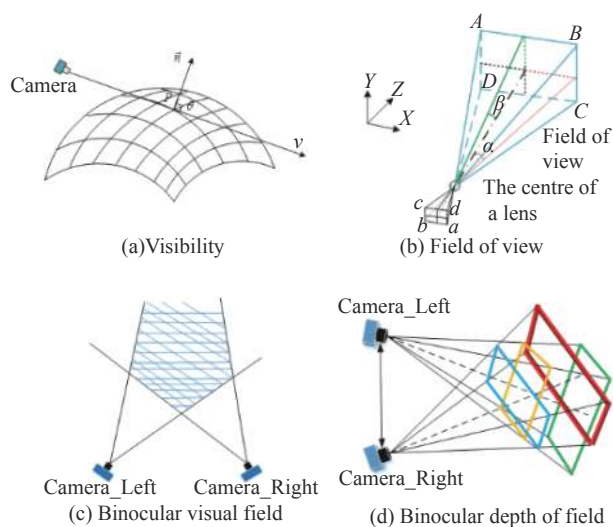 Camera
n⃗
P
θ
v
(a)Visibility
A
B
D
C
Y
Z
X
β
α
Field of
view
The centre of
a lens
c
d
b
a
(b) Field of view
Camera_Left
Camera_Right
(c) Binocular visual field
Camera_Left
Camera_Right
(d) Binocular depth of field